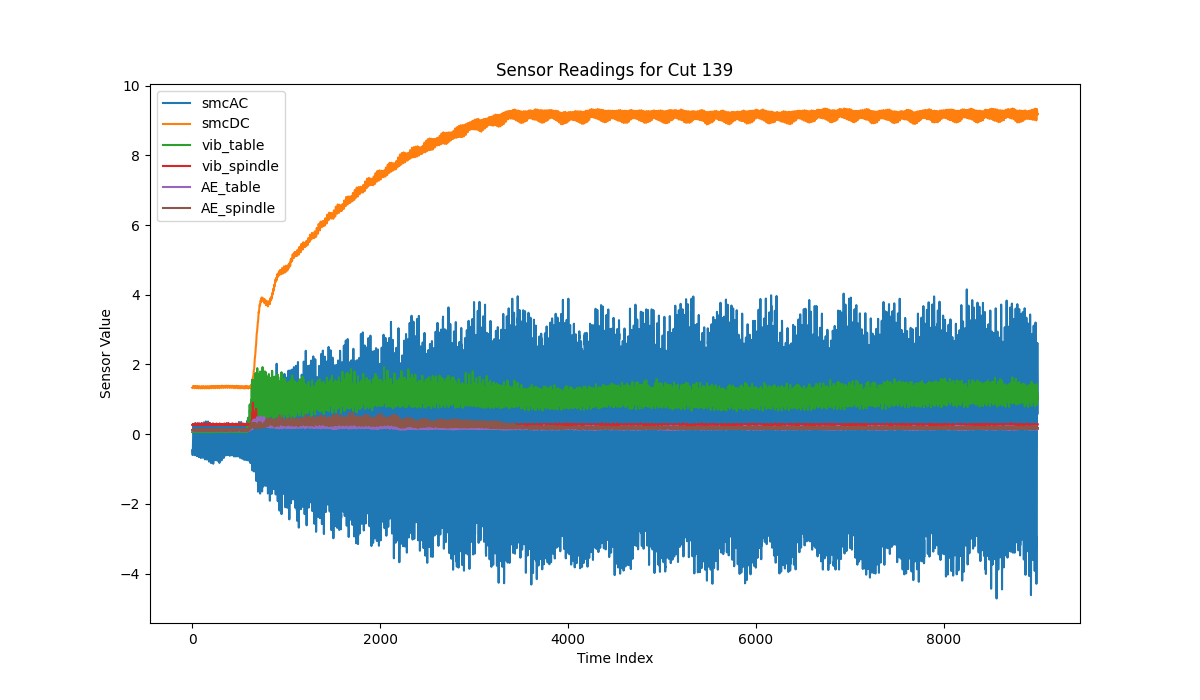 Sensor Readings for Cut 139
10
8
6
4
2
0
−2
−4
Sensor Value
smcAC
smcDC
vib_table
vib_spindle
AE_table
AE_spindle
0 2000 4000 6000 8000
Time Index